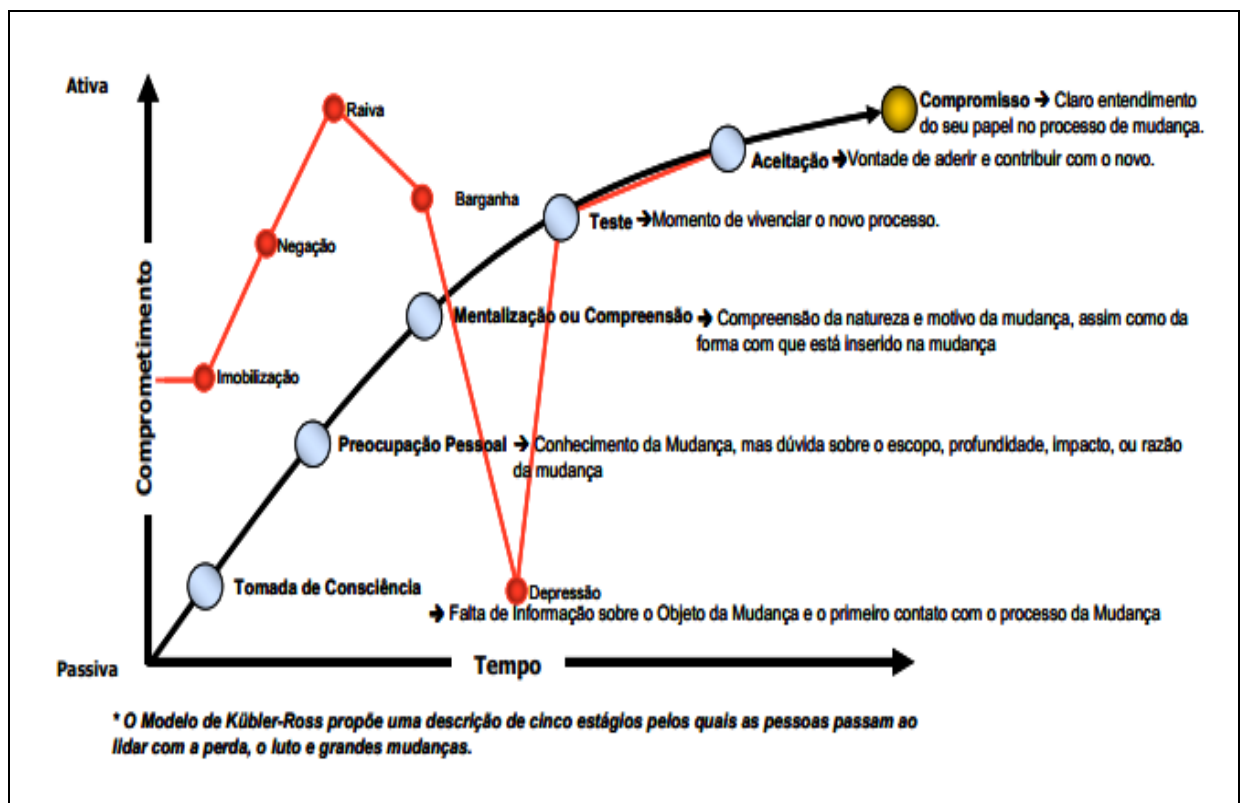 Ativa
Raiva
Compromisso → Claro entendimento
do seu papel no processo de mudança.
Aceitação → Vontade de aderir e contribuir com o novo.
Barganha
Teste → Momento de vivenciar o novo processo.
Negação
Comprometimento
Mentalização ou Compreensão → Compreensão da natureza e motivo da mudança, assim como da
forma com que está inserido na mudança
Imobilização
Preocupação Pessoal → Conhecimento da Mudança, mas dúvida sobre o escopo, profundidade, impacto, ou razão
da mudança
Tomada de Consciência
Depressão
→ Falta de Informação sobre o Objeto da Mudança e o primeiro contato com o processo da Mudança
Passiva
Tempo
* O Modelo de Kübler-Ross propõe uma descrição de cinco estágios pelos quais as pessoas passam ao
lidar com a perda, o luto e grandes mudanças.